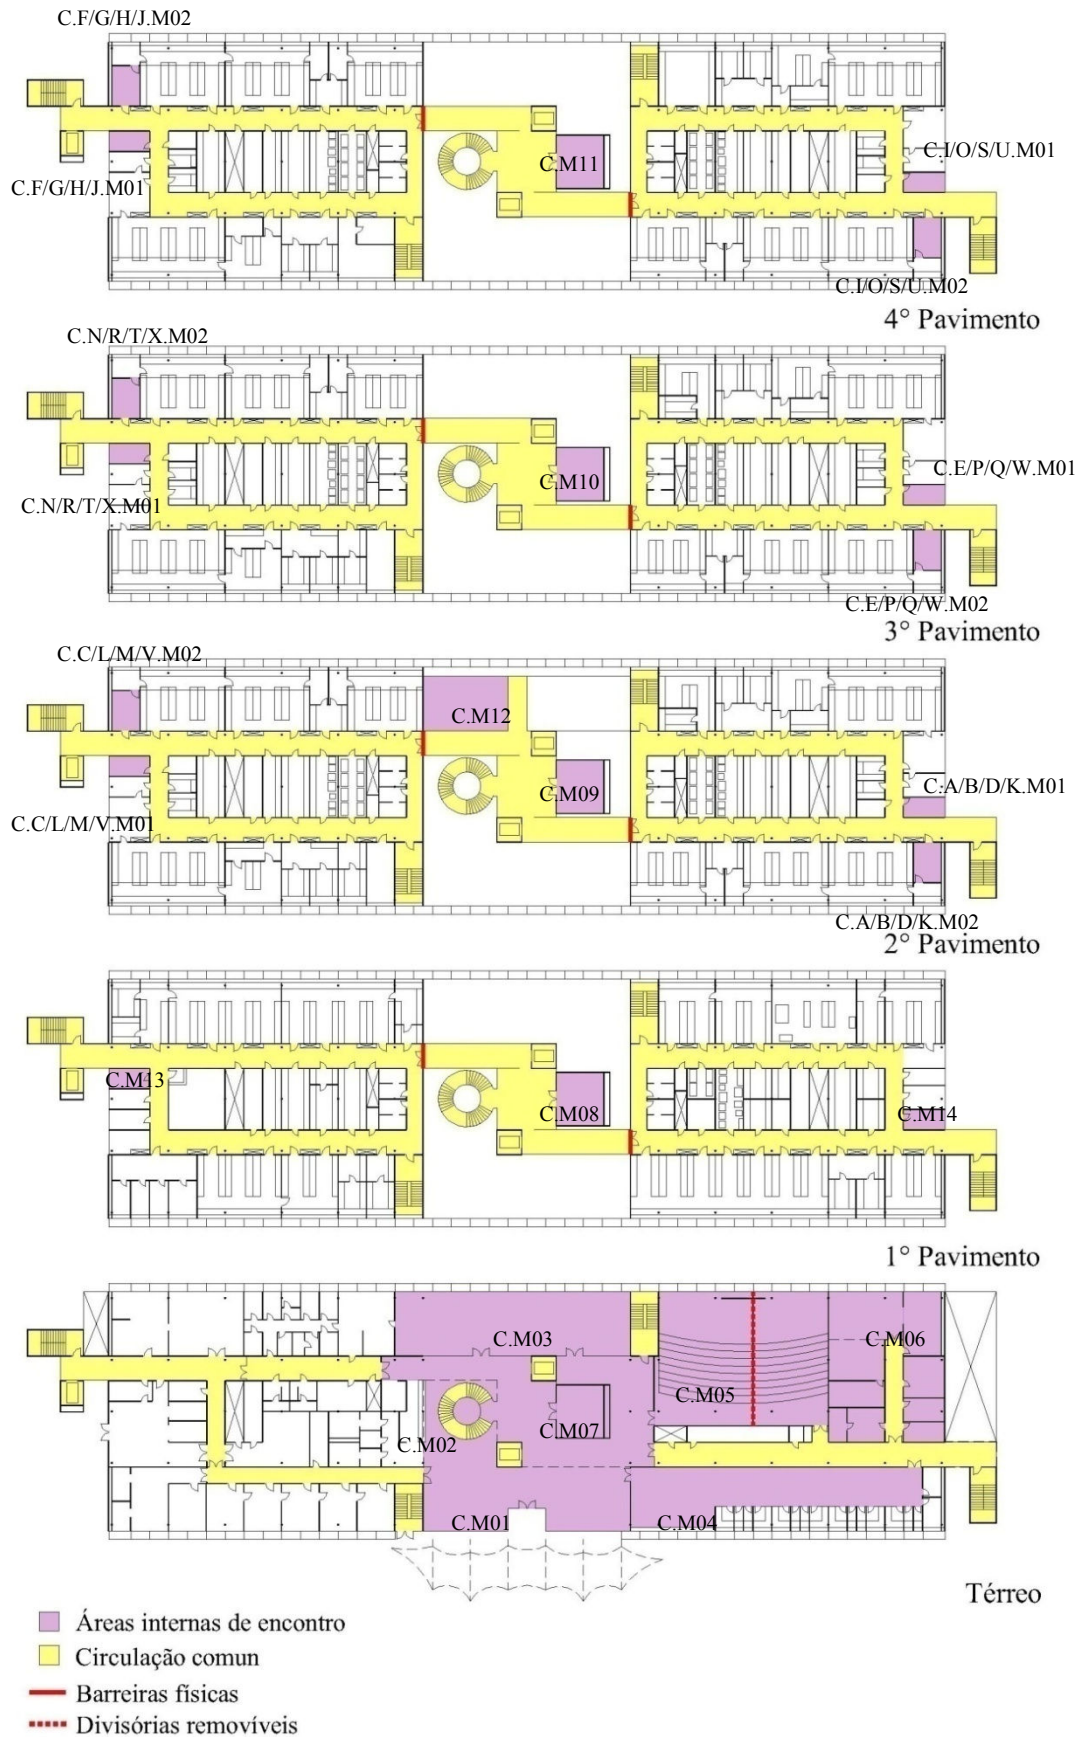 C.F/G/H/J.M02
C.M11
C.I/O/S/U.M01
C.F/G/H/J.M01
C.I/O/S/U.M02
4° Pavimento
C.N/R/T/X.M02
C.E/P/Q/W.M01
C.M10
C.N/R/T/X.M01
C.E/P/Q/W.M02
3° Pavimento
C.C/L/M/V.M02
C.M12
C.A/B/D/K.M01
C.M09
C.C/L/M/V.M01
C.A/B/D/K.M02
2° Pavimento
C.M13
C.M08
C.M14
1° Pavimento
C.M03
C.M06
C.M05
C.M07
C.M02
C.M01
C.M04
Térreo
Áreas internas de encontro
Circulação comun
Barreiras físicas
Divisórias removíveis